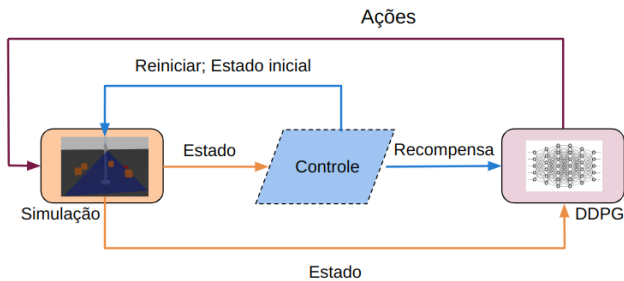 Ações
Reiniciar; Estado inicial
Estado
Controle
Recompensa
Simulação
DDPG
Estado